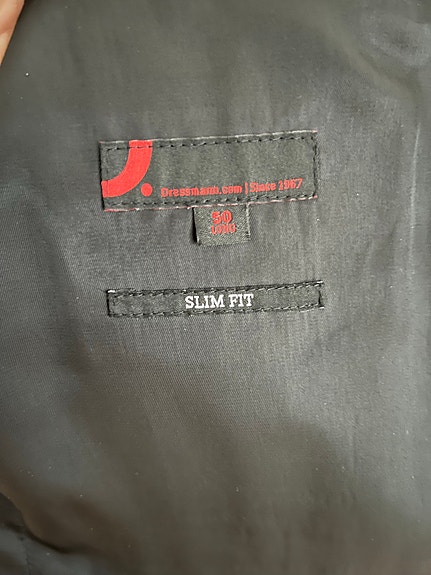 Dressmann.com | Since 1967
50
SLIM FIT